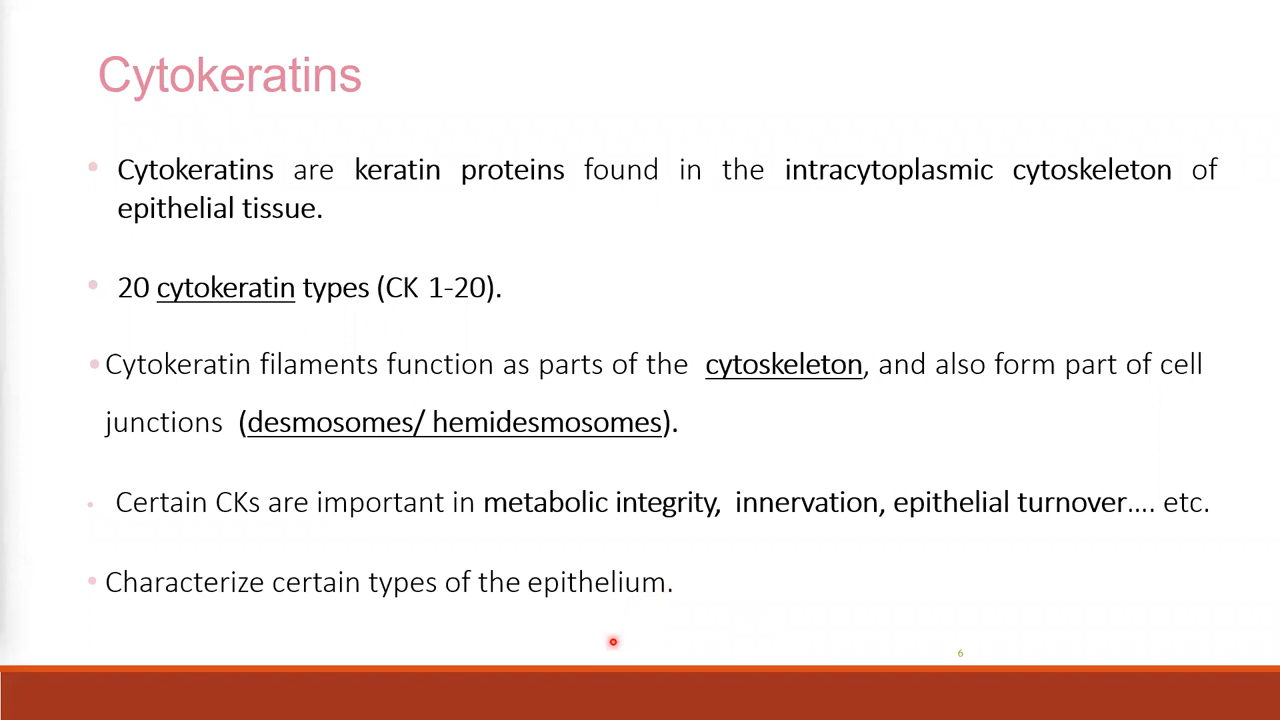 Cytokeratins
• Cytokeratins are keratin proteins found in the intracytoplasmic cytoskeleton of
epithelial tissue.
• 20 cytokeratin types (CK 1-20).
• Cytokeratin filaments function as parts of the cytoskeleton, and also form part of cell
junctions (desmosomes/ hemidesmosomes).
• Certain CKs are important in metabolic integrity, innervation, epithelial turnover.... etc.
• Characterize certain types of the epithelium.
6